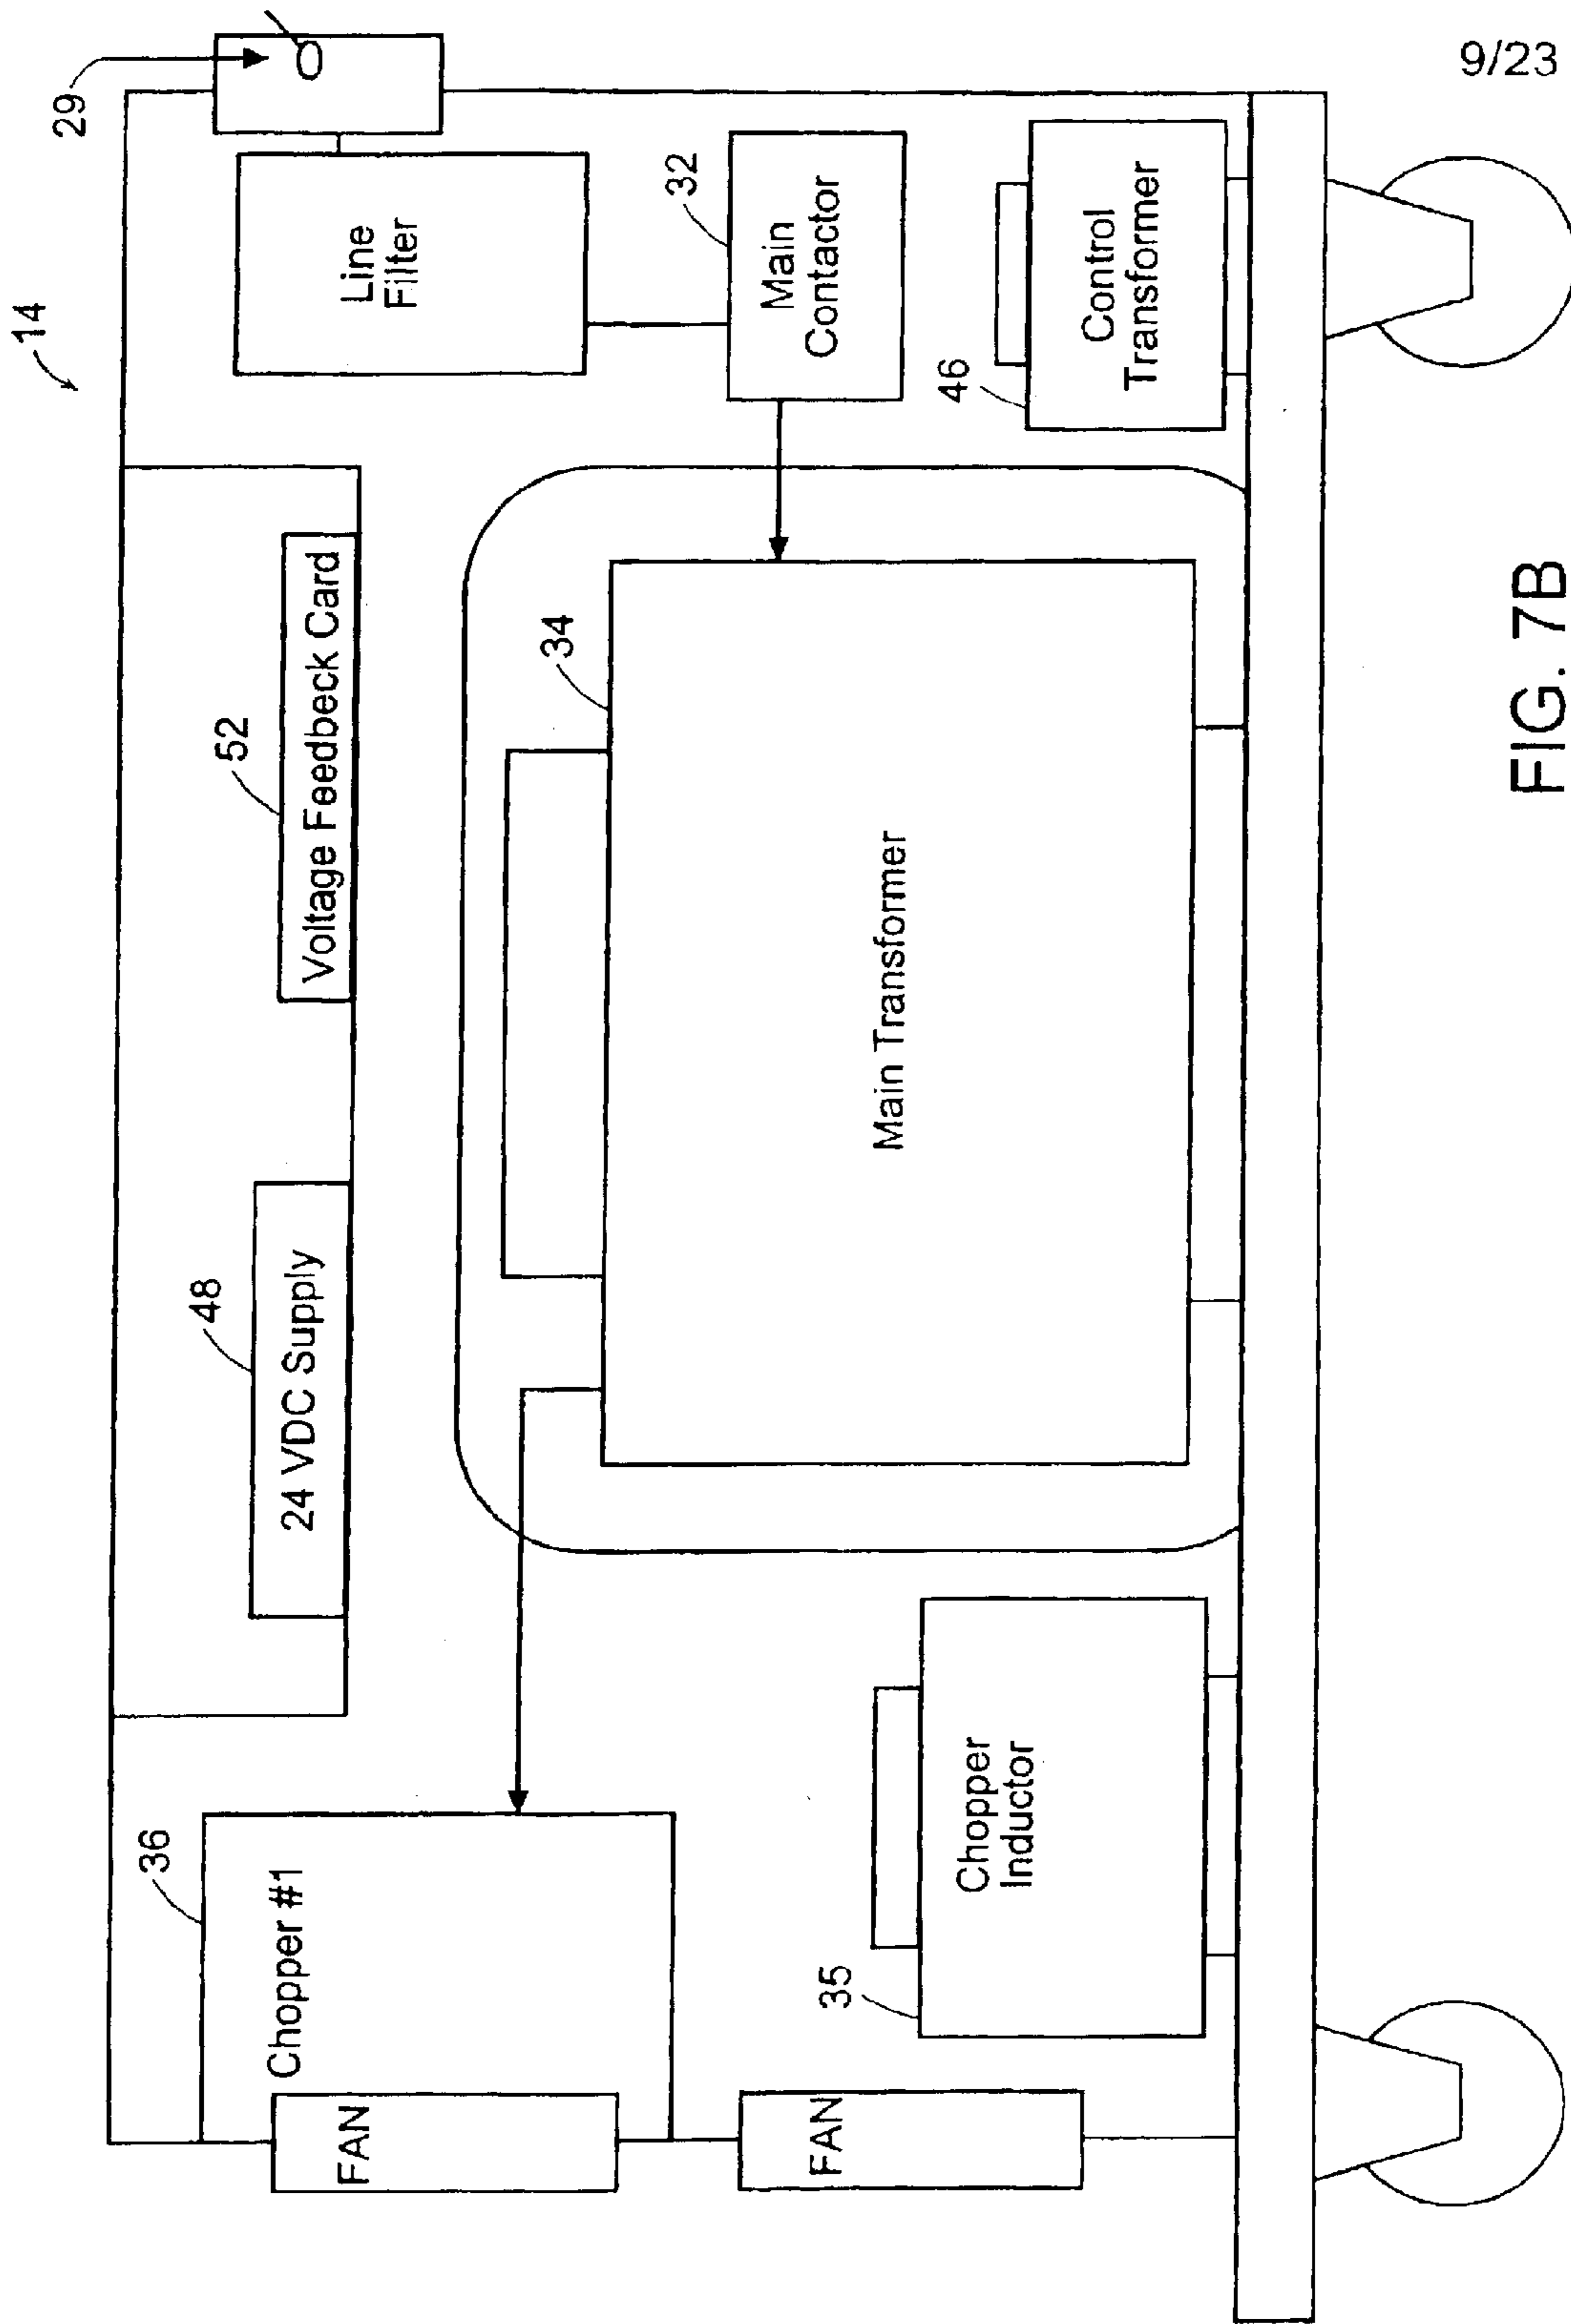 9/23
14
29
Line
Filter
32
Main
Contactor
46
Control
Transformer
52
Voltage Feedbeck Card
48
24 VDC Supply
34
Main Transformer
36
Chopper #1
35
Chopper
Inductor
FAN
FAN
FIG. 7B